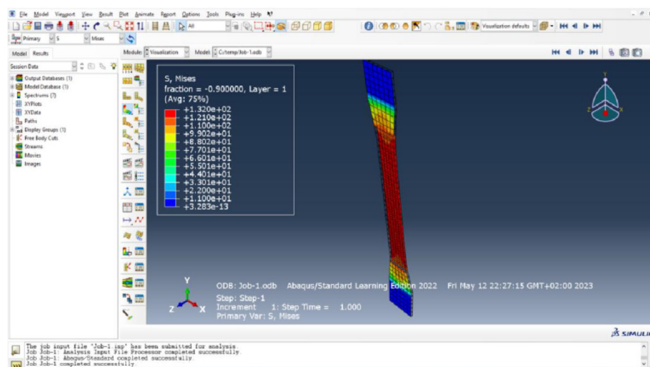 File Model Viewport View Result Plot Animate Report Options Tools Plug-ins Help
All
Visualization defaults
Primary S Mises
Model Results
Module: Visualization Model: C:/temp/Job-1.odb
Session Data
Output Databases (1)
Model Database (1)
Spectrums (7)
XYPlots
XYData
Paths
Display Groups (1)
Free Body Cuts
Streams
Movies
Images
S, Mises
fraction = -0.900000, Layer = 1
(Avg: 75%)
+1.320e+02
+1.210e+02
+1.100e+02
+9.902e+01
+8.802e+01
+7.701e+01
+6.601e+01
+5.501e+01
+4.401e+01
+3.301e+01
+2.200e+01
+1.100e+01
+3.283e-13
Y
Z X
ODB: Job-1.odb Abaqus/Standard Learning Edition 2022 Fri May 12 22:27:15 GMT+02:00 2023
Step: Step-1
Increment 1: Step Time = 1.000
Primary Var: S, Mises
SIMULIA
The job input file "Job-1.inp" has been submitted for analysis.
Job Job-1: Analysis Input File Processor completed successfully.
Job Job-1: Abaqus/Standard completed successfully.
Job Job-1 completed successfully.